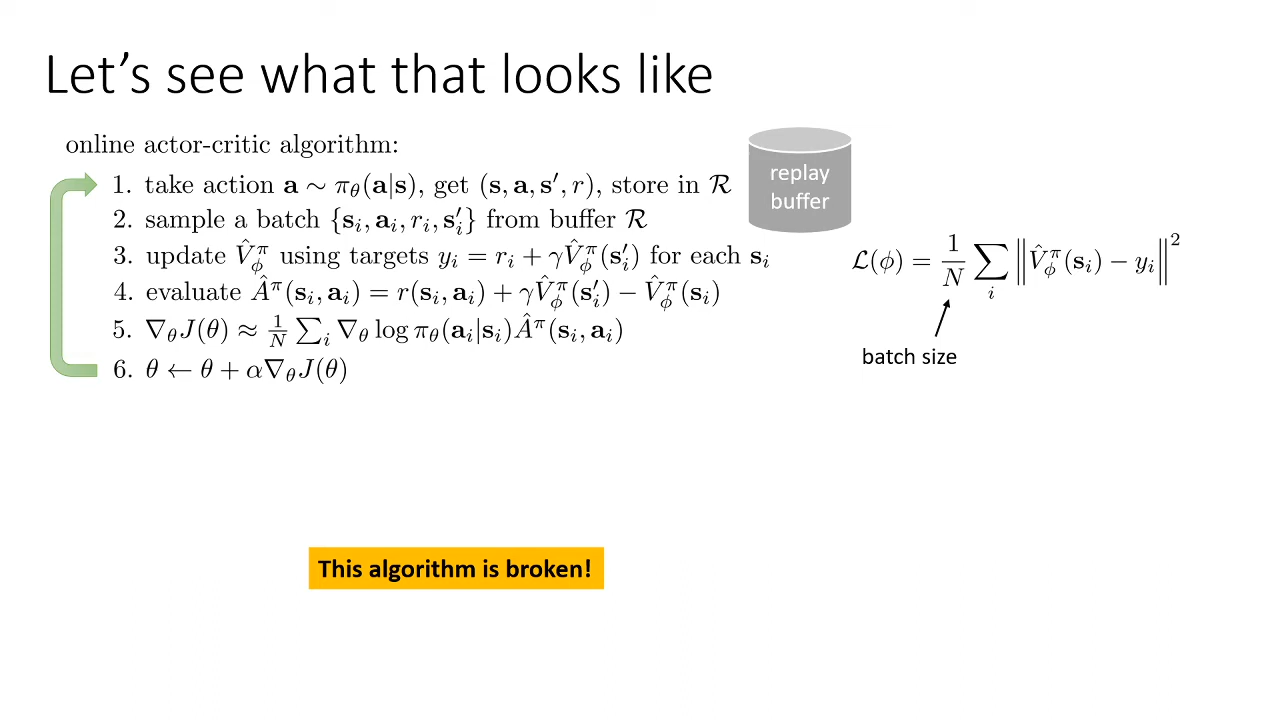 Let's see what that looks like
online actor-critic algorithm:
1. take action a ∼ π_θ(a|s), get (s, a, s′, r), store in ℛ
2. sample a batch {s_i, a_i, r_i, s′_i} from buffer ℛ
3. update V̂^π_ϕ using targets y_i = r_i + γV̂^π_ϕ(s′_i) for each s_i
4. evaluate Â^π(s_i, a_i) = r(s_i, a_i) + γV̂^π_ϕ(s′_i) − V̂^π_ϕ(s_i)
5. ∇_θJ(θ) ≈ 1/N ∑_i ∇_θ log π_θ(a_i|s_i)Â^π(s_i, a_i)
6. θ ← θ + α∇_θJ(θ)
replay
buffer
ℒ(ϕ) = 1/N ∑_i ‖V̂^π_ϕ(s_i) − y_i‖²
batch size
This algorithm is broken!